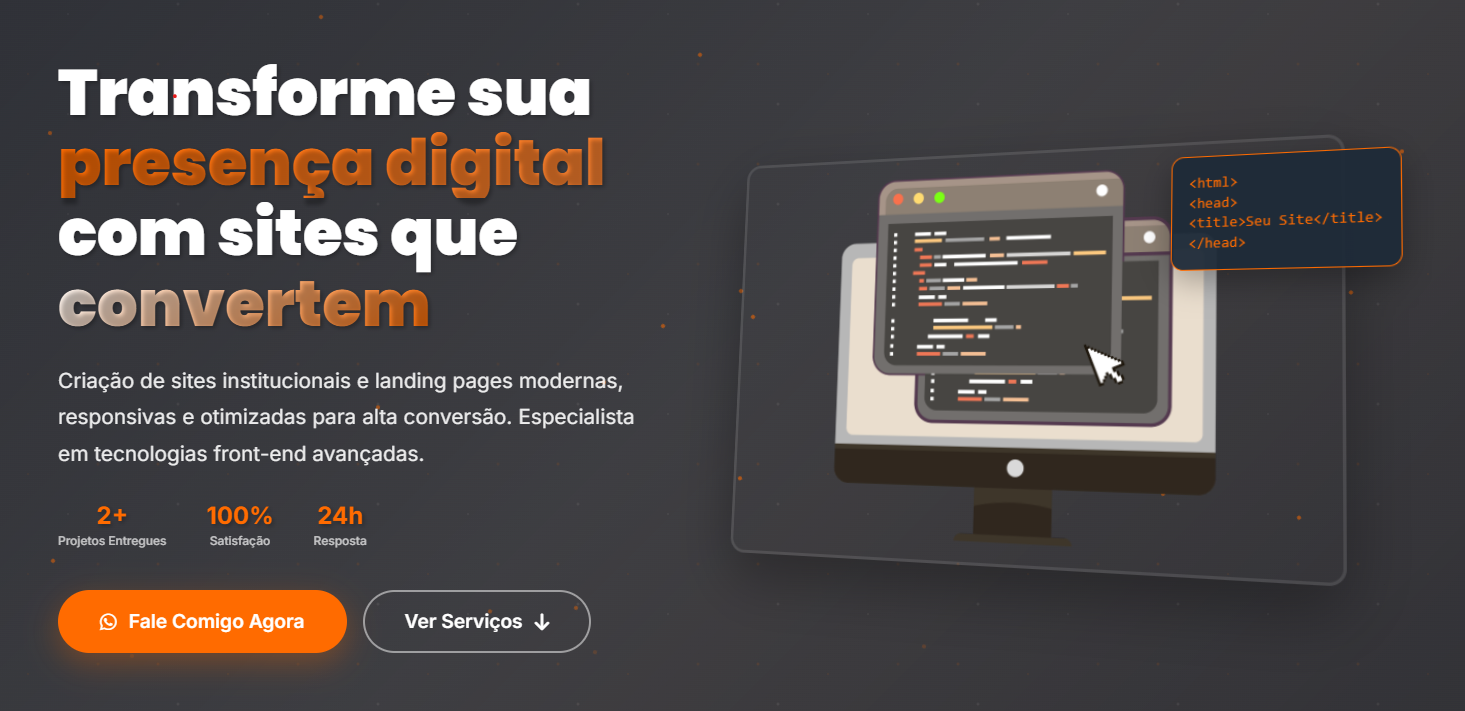 Transforme sua
presença digital
com sites que
convertem
Criação de sites institucionais e landing pages modernas,
responsivas e otimizadas para alta conversão. Especialista
em tecnologias front-end avançadas.
2+
Projetos Entregues
100%
Satisfação
24h
Resposta
Fale Comigo Agora
Ver Serviços ↓
<html>
<head>
<title>Seu Site</title>
</head>